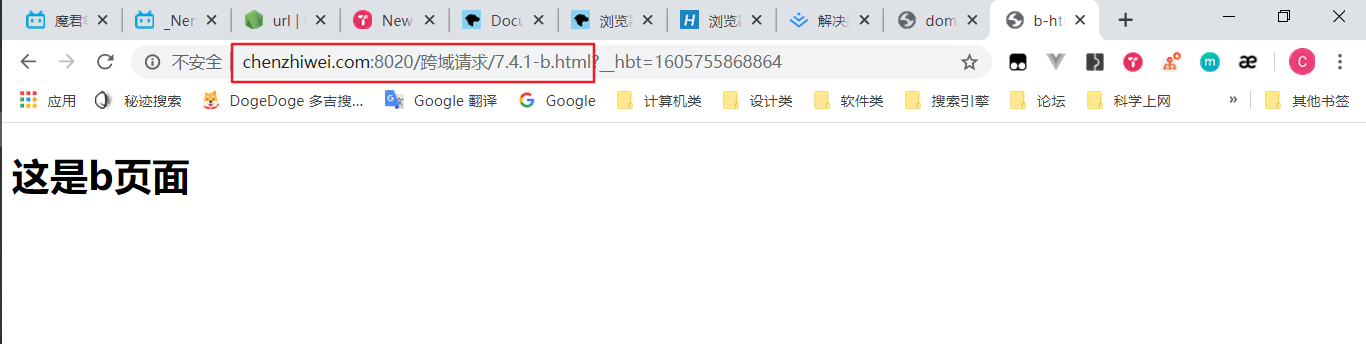 魔君 _Ner url | New Docu 浏览 浏览 解决 dom b-ht
不安全 chenzhiwei.com:8020/跨域请求/7.4.1-b.html?__hbt=1605755868864
应用 秘迹搜索 DogeDoge 多吉搜... Google 翻译 Google 计算机类 设计类 软件类 搜索引擎 论坛 科学上网 » 其他书签
这是b页面